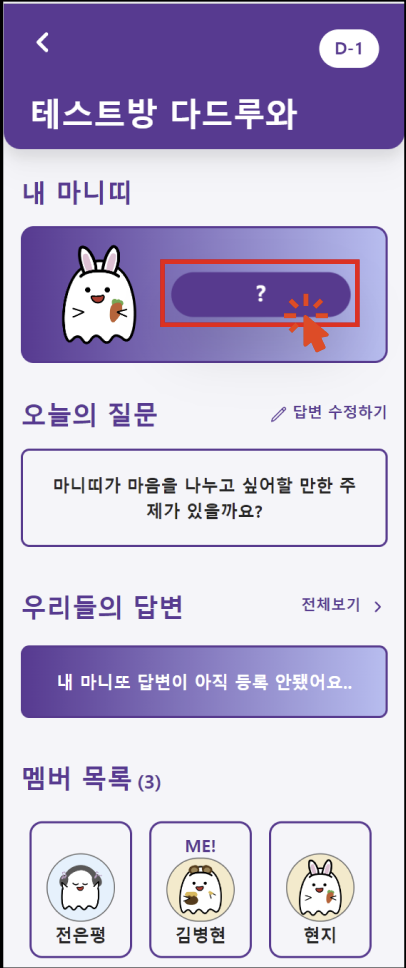 D-1
테스트방 다드루와
내 마니띠
?
오늘의 질문
답변 수정하기
마니띠가 마음을 나누고 싶어할 만한 주
제가 있을까요?
우리들의 답변
전체보기 >
내 마니또 답변이 아직 등록 안됐어요..
멤버 목록 (3)
ME!
전은평
김병현
현지